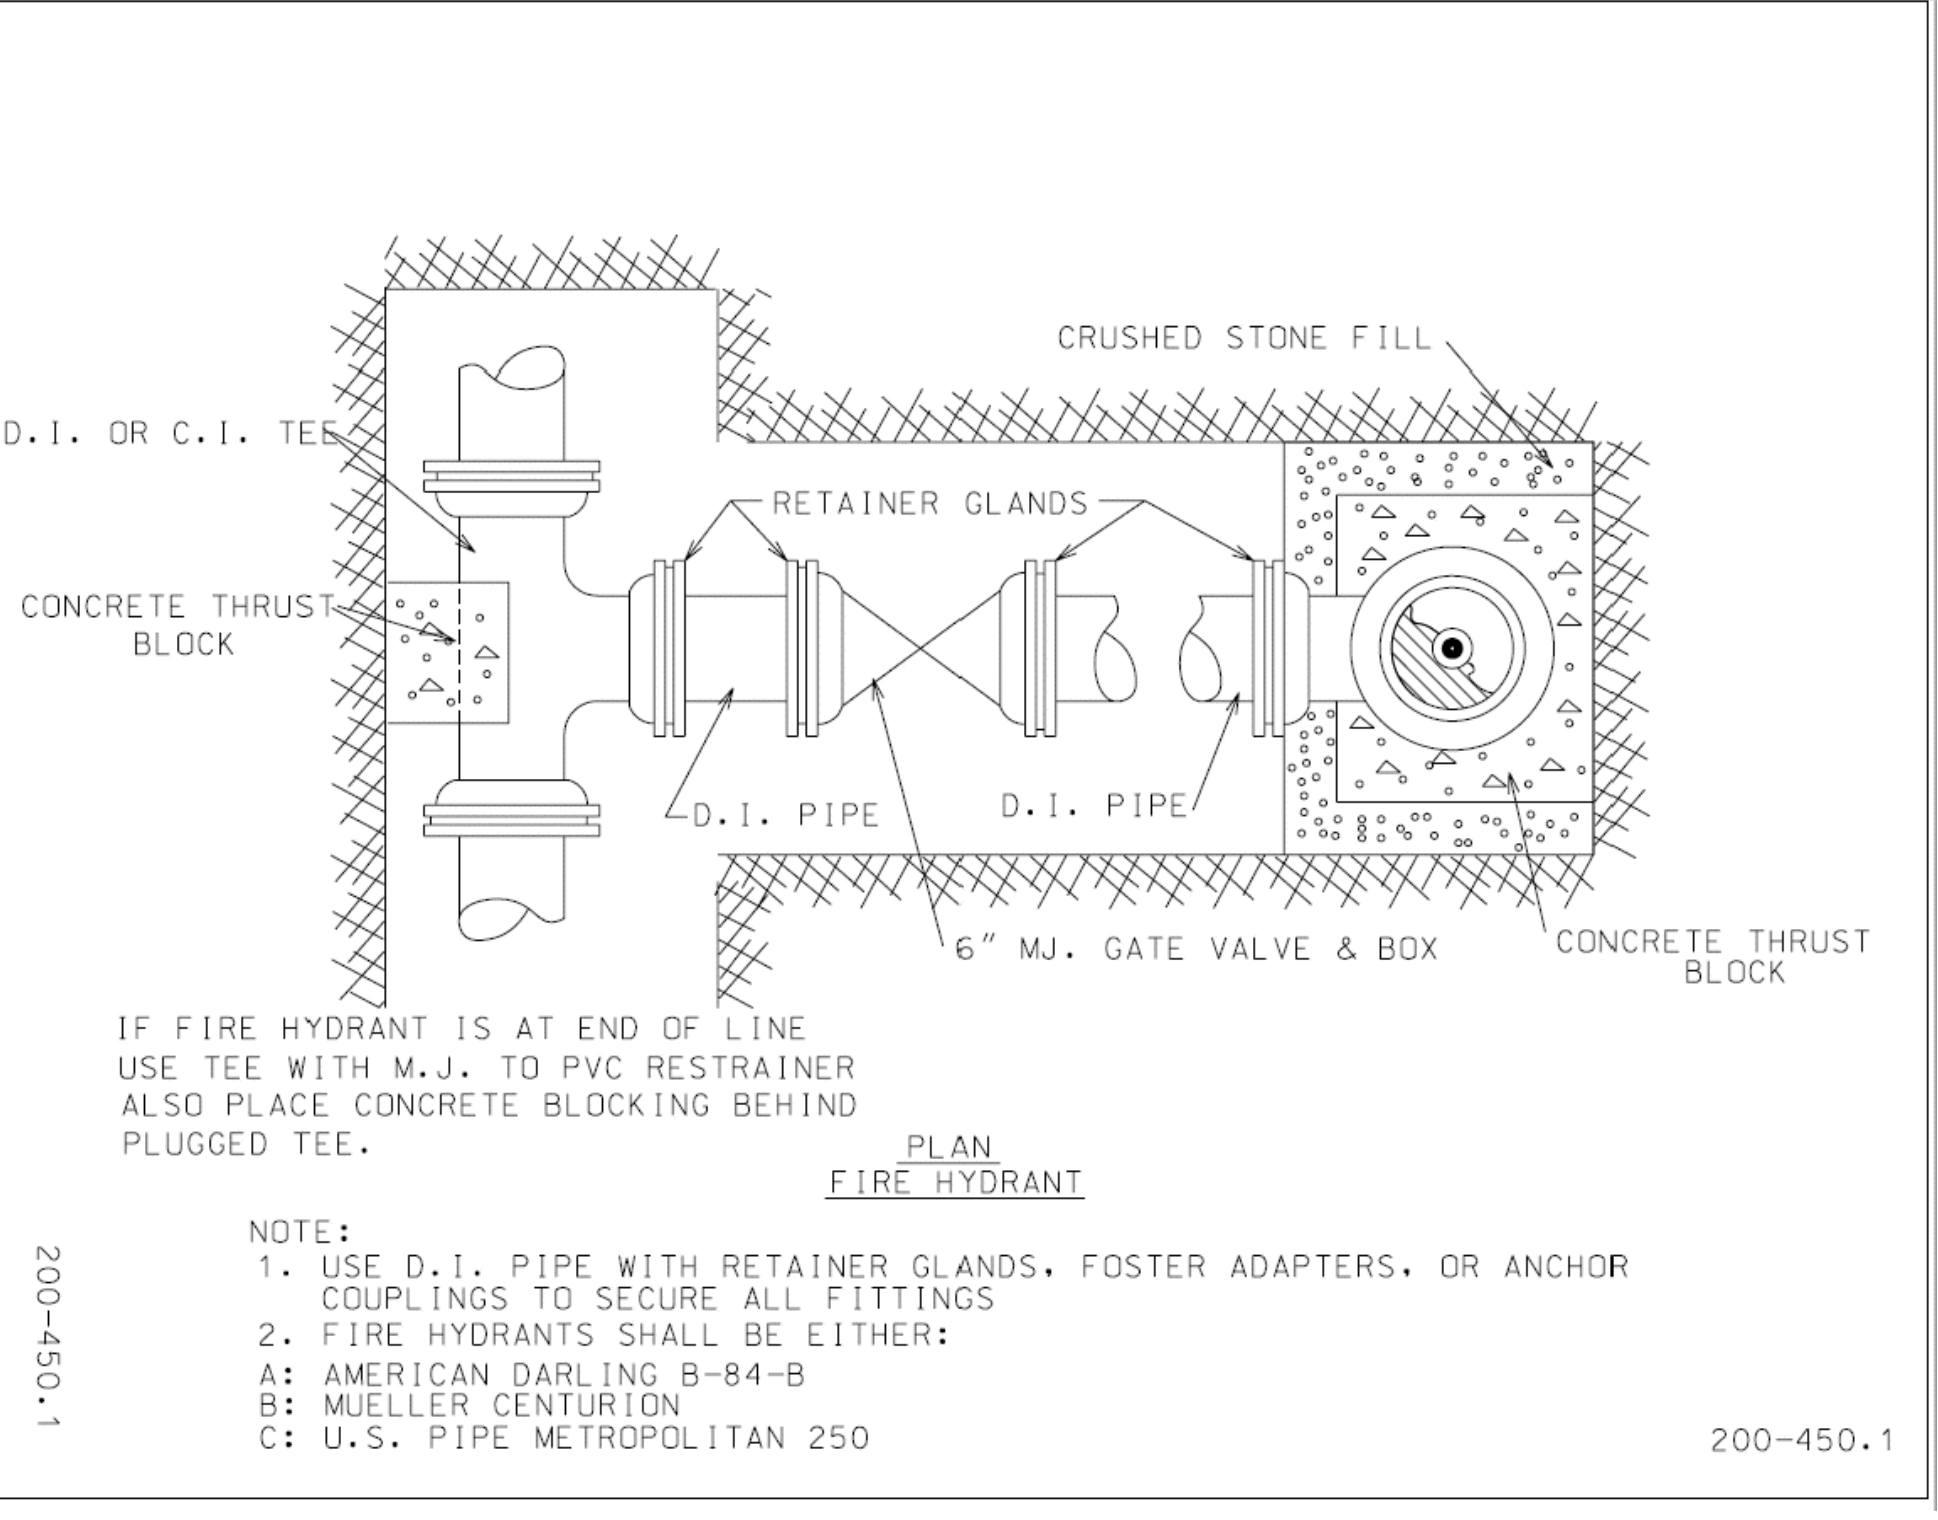 CRUSHED STONE FILL
D.I. OR C.I. TEE
RETAINER GLANDS
CONCRETE THRUST
BLOCK
D.I. PIPE
D.I. PIPE
6" MJ. GATE VALVE & BOX
CONCRETE THRUST
BLOCK
IF FIRE HYDRANT IS AT END OF LINE
USE TEE WITH M.J. TO PVC RESTRAINER
ALSO PLACE CONCRETE BLOCKING BEHIND
PLUGGED TEE.
PLAN
FIRE HYDRANT
NOTE:
1. USE D.I. PIPE WITH RETAINER GLANDS, FOSTER ADAPTERS, OR ANCHOR
COUPLINGS TO SECURE ALL FITTINGS
2. FIRE HYDRANTS SHALL BE EITHER:
A: AMERICAN DARLING B-84-B
B: MUELLER CENTURION
C: U.S. PIPE METROPOLITAN 250
200-450.1
200-450.1